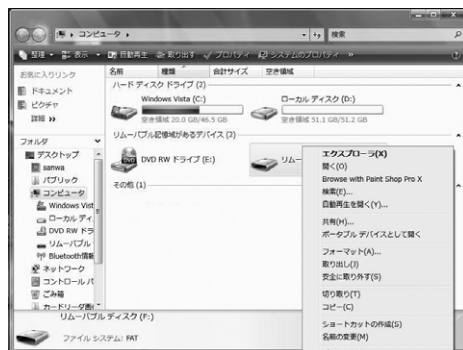 コンピュータ
検索
整理 表示 自動再生 取り出す プロパティ システムのプロパティ »
お気に入りリンク
ドキュメント
ピクチャ
詳細 »
フォルダ
デスクトップ
sanwa
パブリック
コンピュータ
Windows Vist
ローカル ディ
DVD RW ドラ
リムーバブル
Bluetooth情報
ネットワーク
コントロール パ
ごみ箱
カードリーダ画
名前 種類 合計サイズ 空き領域
ハード ディスク ドライブ (2)
Windows Vista (C:)
空き領域 20.0 GB/46.5 GB
ローカル ディスク (D:)
空き領域 51.1 GB/51.2 GB
リムーバブル記憶域があるデバイス (2)
DVD RW ドライブ (E:)
リムー
その他 (1)
エクスプローラ(X)
開く(O)
Browse with Paint Shop Pro X
検索(E)...
自動再生を開く(Y)...
共有(H)...
ポータブル デバイスとして開く
フォーマット(A)...
取り出し(J)
安全に取り外す(S)
切り取り(T)
コピー(C)
ショートカットの作成(S)
名前の変更(M)
リムーバブル ディスク (F:)
ファイル システム: FAT